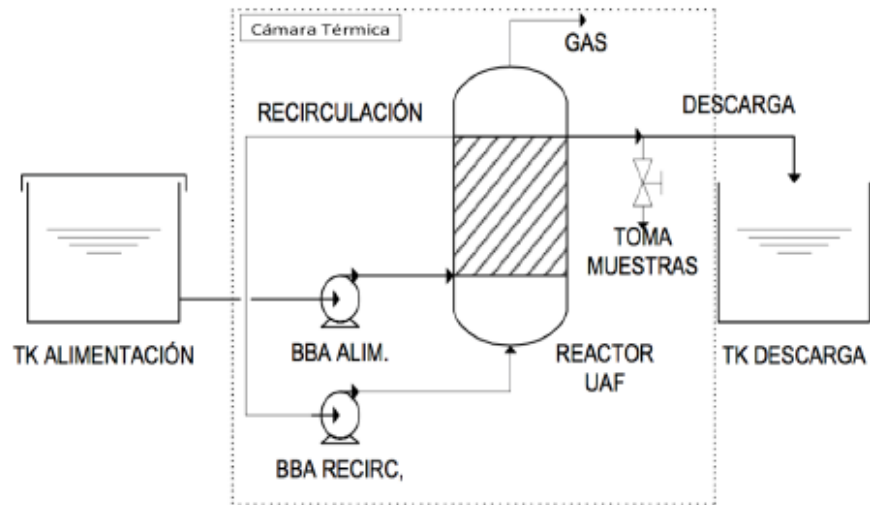 Cámara Térmica
GAS
RECIRCULACIÓN
DESCARGA
TOMA
MUESTRAS
TK ALIMENTACIÓN
BBA ALIM.
REACTOR
UAF
TK DESCARGA
BBA RECIRC,